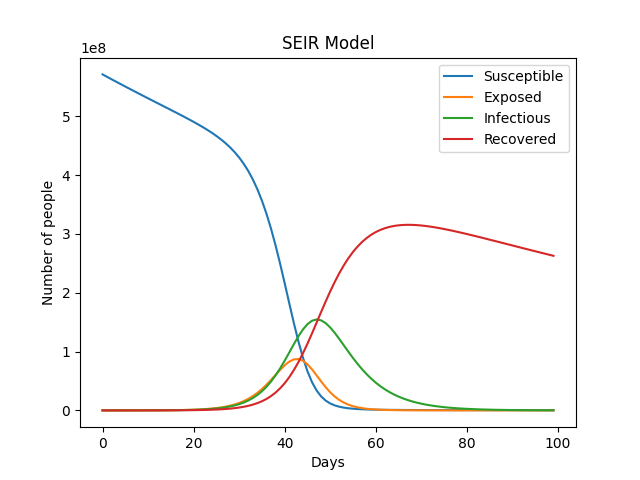 SEIR Model
1e8
Susceptible
Exposed
Infectious
Recovered
Number of people
5
4
3
2
1
0
0 20 40 60 80 100
Days